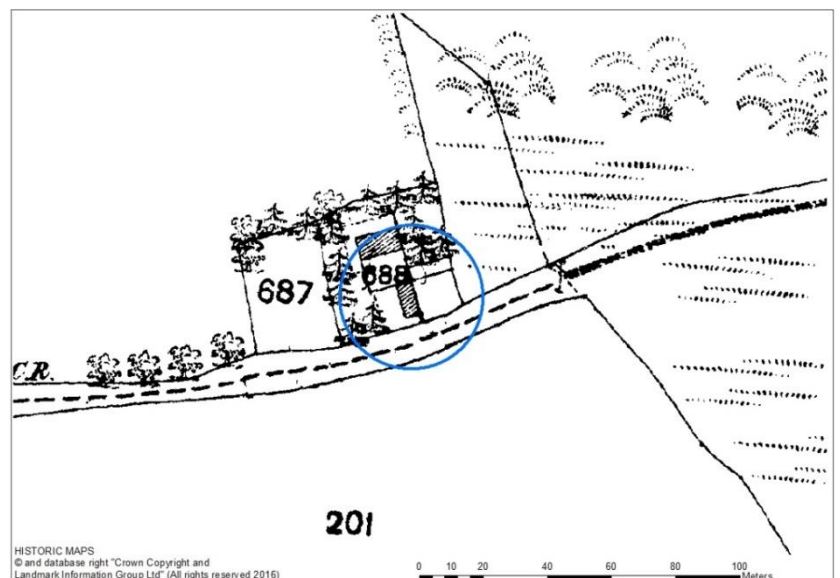 688
687
C.R.
201
HISTORIC MAPS
© and database right "Crown Copyright and
Landmark Information Group Ltd" (All rights reserved 2016)
0 10 20 40 60 80 100
Meters